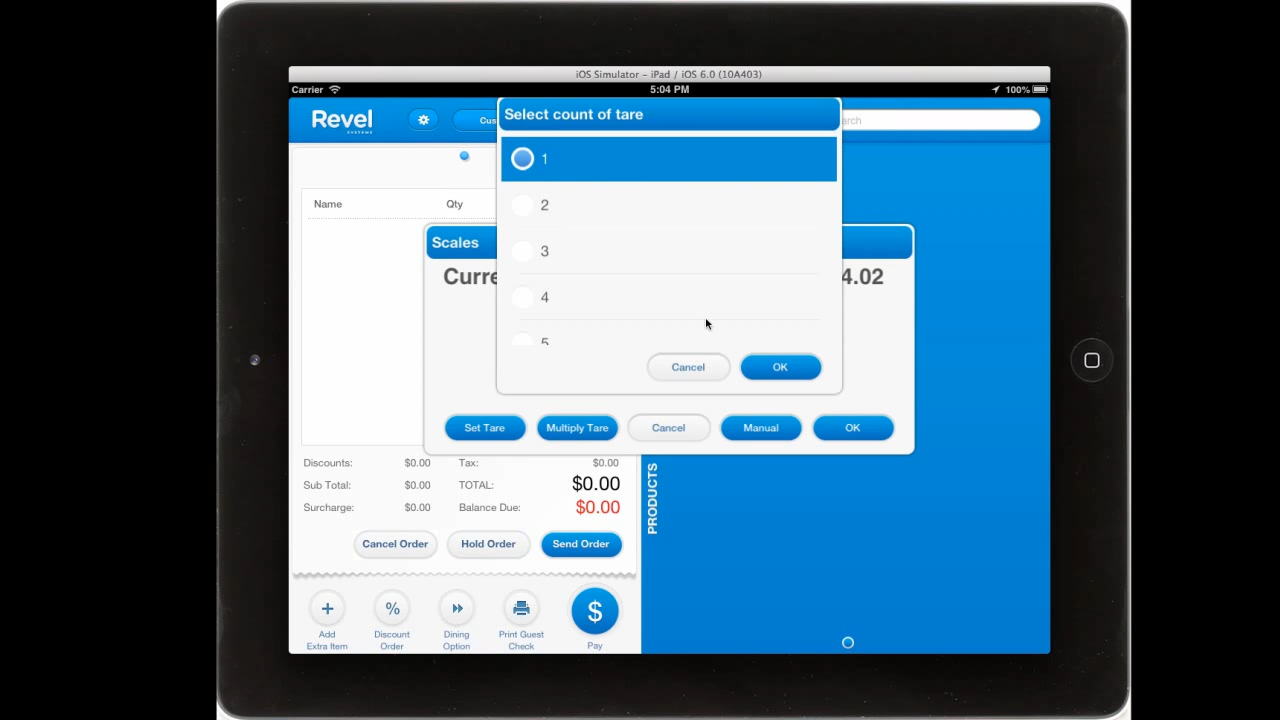 iOS Simulator – iPad / iOS 6.0 (10A403)
Carrier 5:04 PM 100%
Revel
SYSTEMS
Select count of tare
1
2
3
4
5
Name Qty
Scales
4.02
Set Tare Multiply Tare Cancel Manual OK
Cancel OK
Discounts: $0.00 Tax: $0.00
Sub Total: $0.00 TOTAL: $0.00
Surcharge: $0.00 Balance Due: $0.00
Cancel Order Hold Order Send Order
PRODUCTS
Add
Extra Item
Discount
Order
Dining
Option
Print Guest
Check
Pay